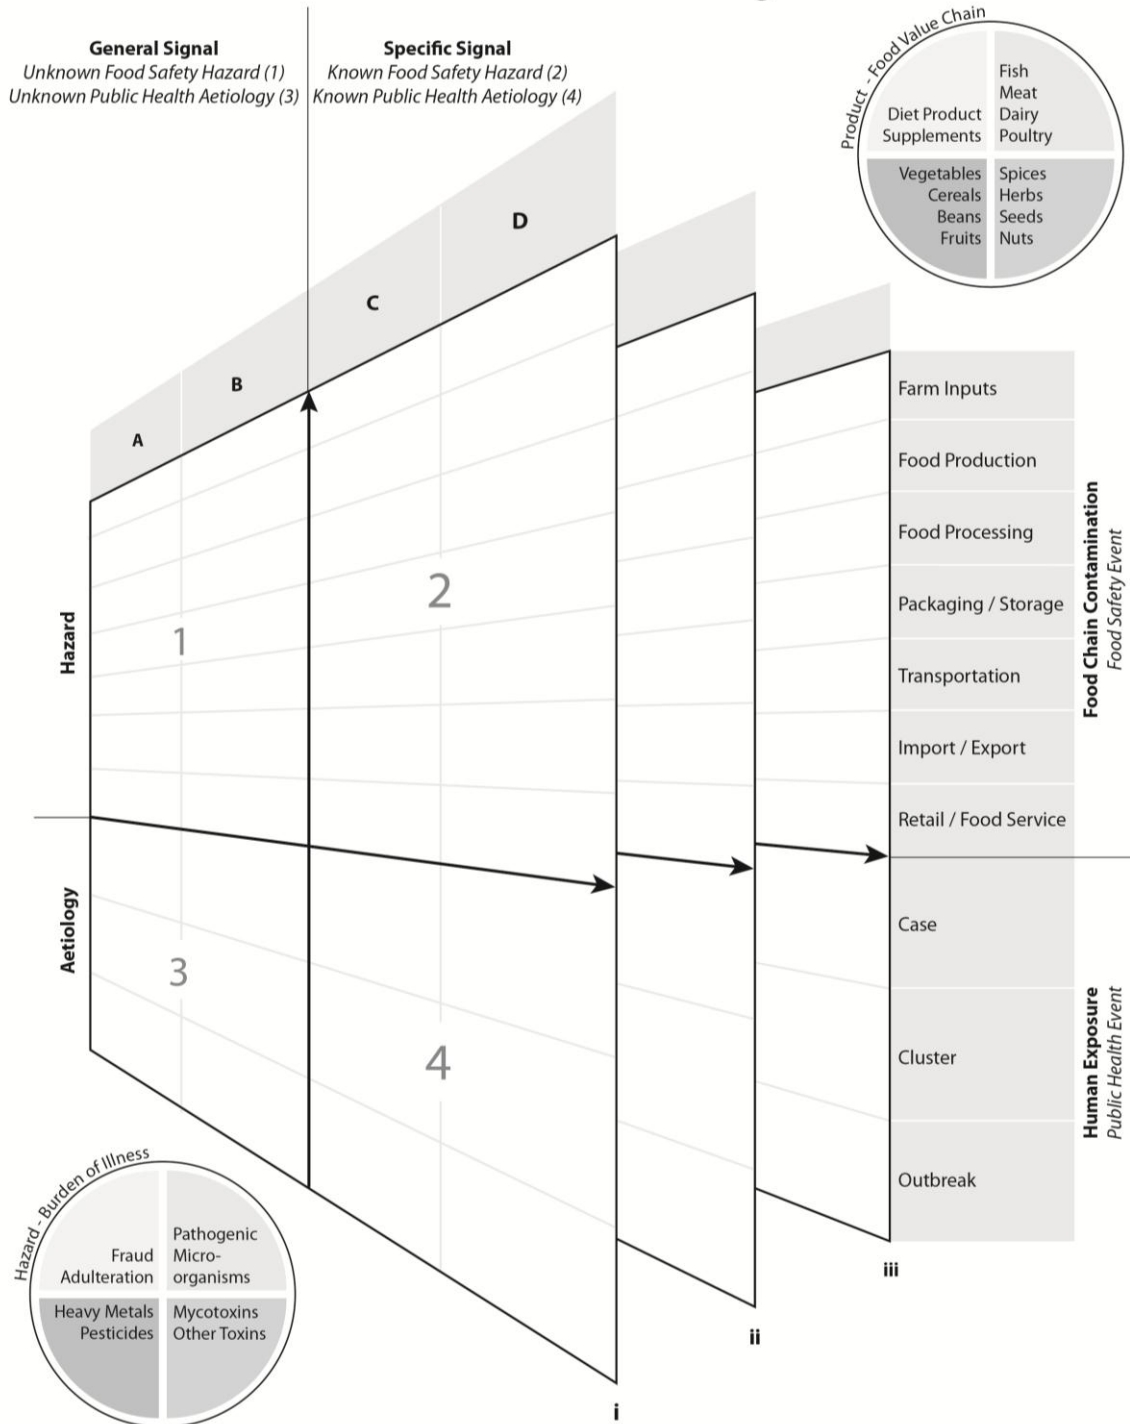 General Signal
Unknown Food Safety Hazard (1)
Unknown Public Health Aetiology (3)
Specific Signal
Known Food Safety Hazard (2)
Known Public Health Aetiology (4)
Product - Food Value Chain
Diet Product
Supplements
Fish
Meat
Dairy
Poultry
Vegetables
Cereals
Beans
Fruits
Spices
Herbs
Seeds
Nuts
A
B
C
D
Hazard
Aetiology
1
2
3
4
Farm Inputs
Food Production
Food Processing
Packaging / Storage
Transportation
Import / Export
Retail / Food Service
Case
Cluster
Outbreak
Food Chain Contamination
Food Safety Event
Human Exposure
Public Health Event
Hazard - Burden of Illness
Fraud
Adulteration
Pathogenic
Micro-
organisms
Heavy Metals
Pesticides
Mycotoxins
Other Toxins
i
ii
iii